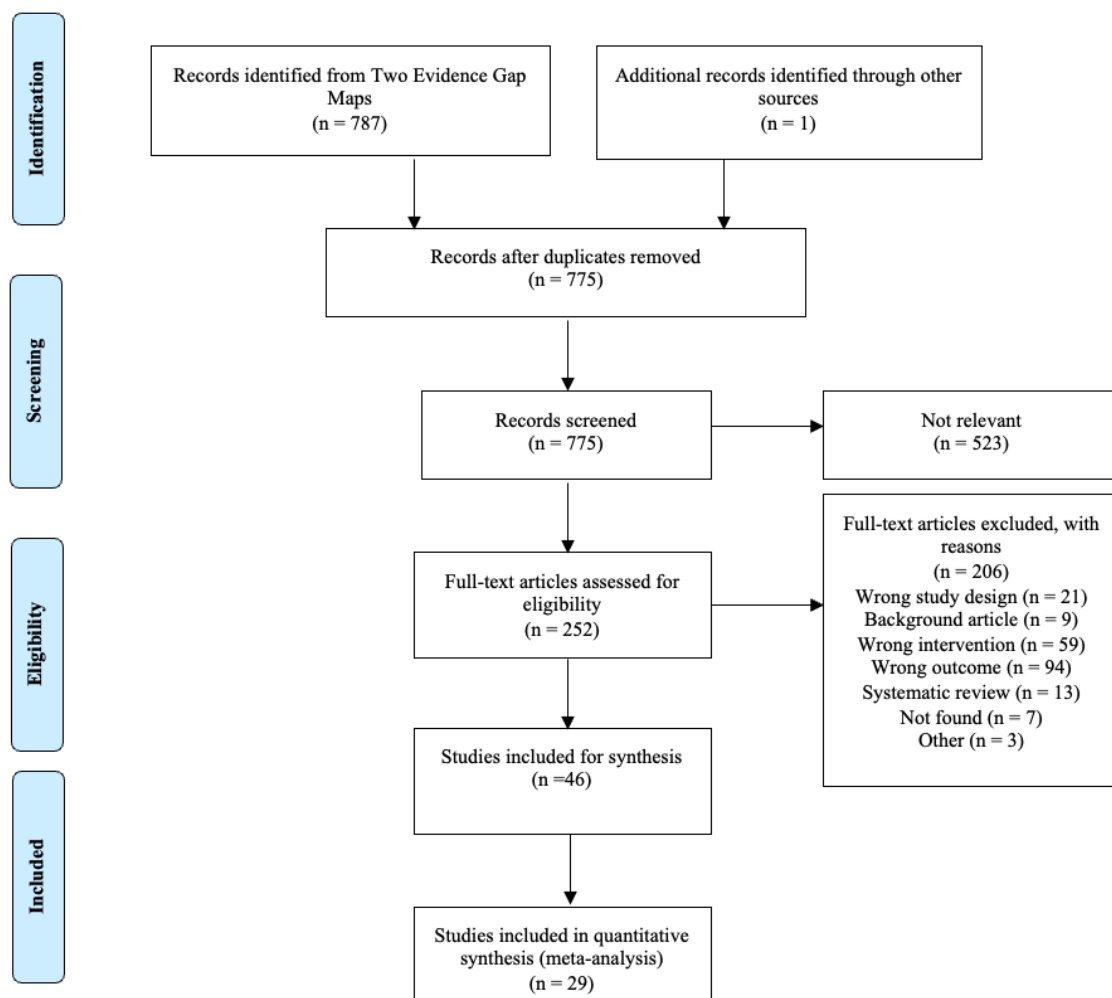 Identification
Records identified from Two Evidence Gap
Maps
(n = 787)
Additional records identified through other
sources
(n = 1)
Records after duplicates removed
(n = 775)
Screening
Records screened
(n = 775)
Not relevant
(n = 523)
Eligibility
Full-text articles assessed for
eligibility
(n = 252)
Full-text articles excluded, with
reasons
(n = 206)
Wrong study design (n = 21)
Background article (n = 9)
Wrong intervention (n = 59)
Wrong outcome (n = 94)
Systematic review (n = 13)
Not found (n = 7)
Other (n = 3)
Studies included for synthesis
(n =46)
Included
Studies included in quantitative
synthesis (meta-analysis)
(n = 29)